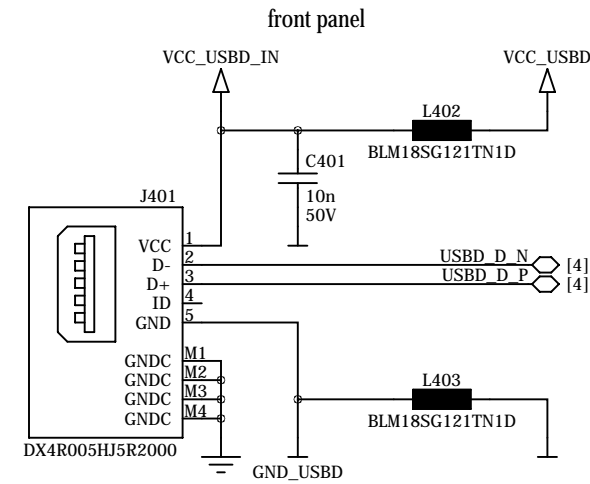 front panel
VCC_USBD_IN
VCC_USBD
L402
BLM18SG121TN1D
C401
10n
50V
J401
VCC 1
D- 2
D+ 3
ID 4
GND 5
USBD_D_N [4]
USBD_D_P [4]
GNDC M1
GNDC M2
GNDC M3
GNDC M4
L403
BLM18SG121TN1D
DX4R005HJ5R2000
GND_USBD